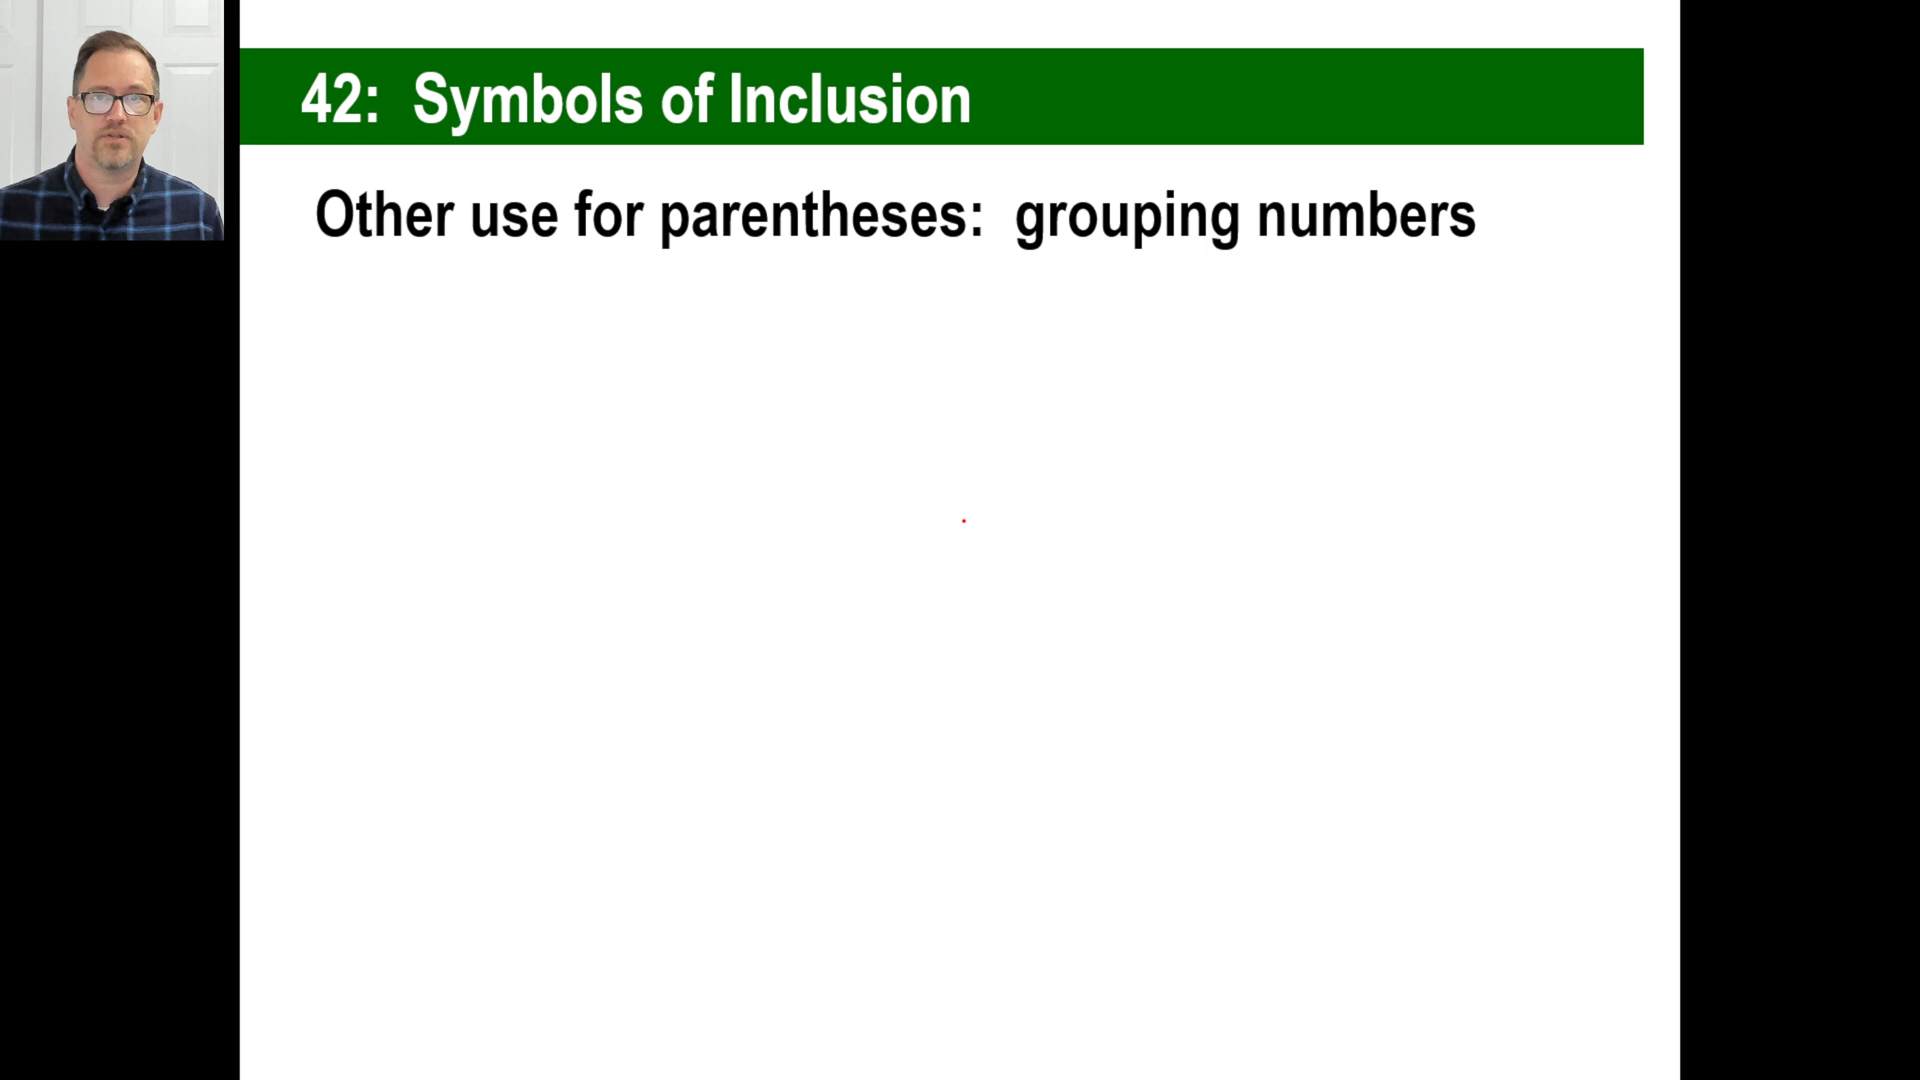 42: Symbols of Inclusion
Other use for parentheses: grouping numbers